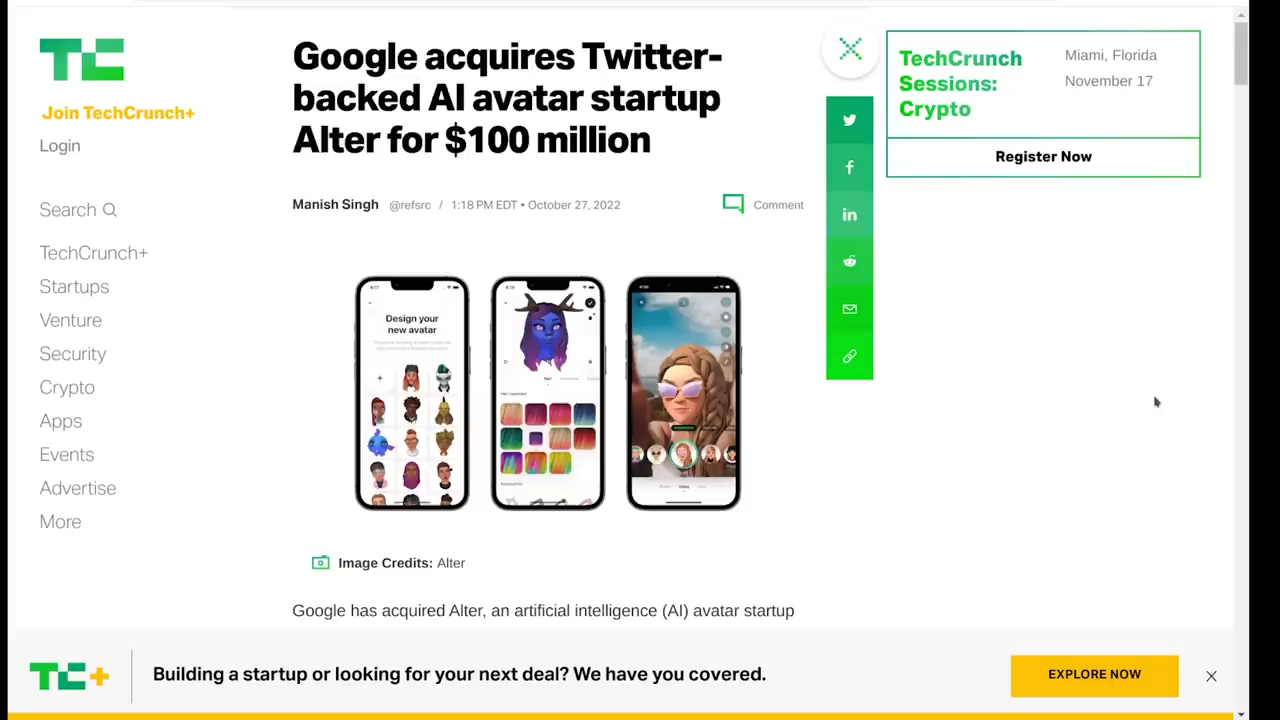 TC
Join TechCrunch+
Login
Search
TechCrunch+
Startups
Venture
Security
Crypto
Apps
Events
Advertise
More
Google acquires Twitter-
backed AI avatar startup
Alter for $100 million
Manish Singh @refsrc / 1:18 PM EDT • October 27, 2022
Comment
Design your
new avatar
Image Credits: Alter
Google has acquired Alter, an artificial intelligence (AI) avatar startup
TechCrunch
Sessions:
Crypto
Miami, Florida
November 17
Register Now
TC+
Building a startup or looking for your next deal? We have you covered.
EXPLORE NOW